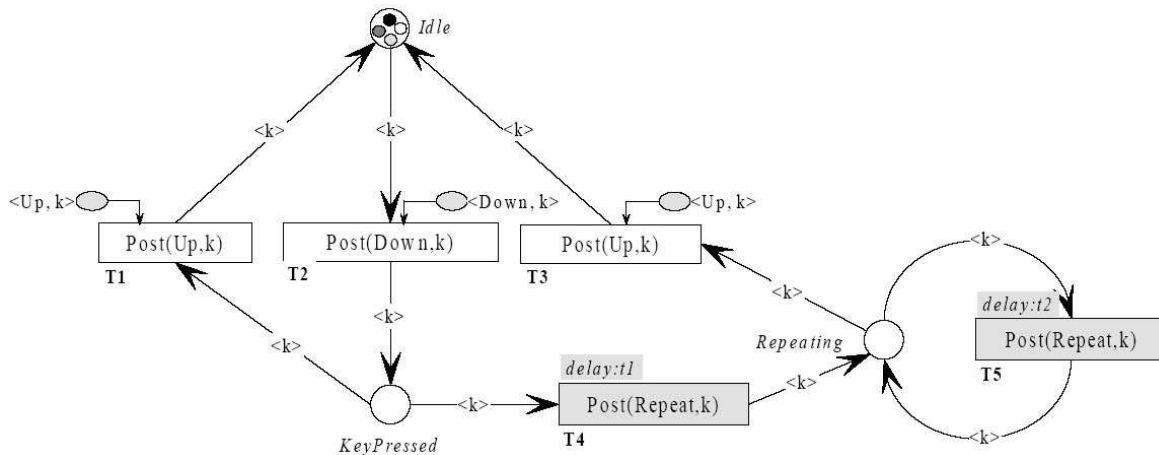 Idle
<k>
<k>
<k>
<Up, k>
<Down, k>
<Up, k>
Post(Up,k)
Post(Down,k)
Post(Up,k)
T1
T2
T3
<k>
<k>
<k>
<k>
delay:t2
Post(Repeat,k)
T5
Repeating
delay:t1
Post(Repeat,k)
T4
<k>
<k>
<k>
KeyPressed